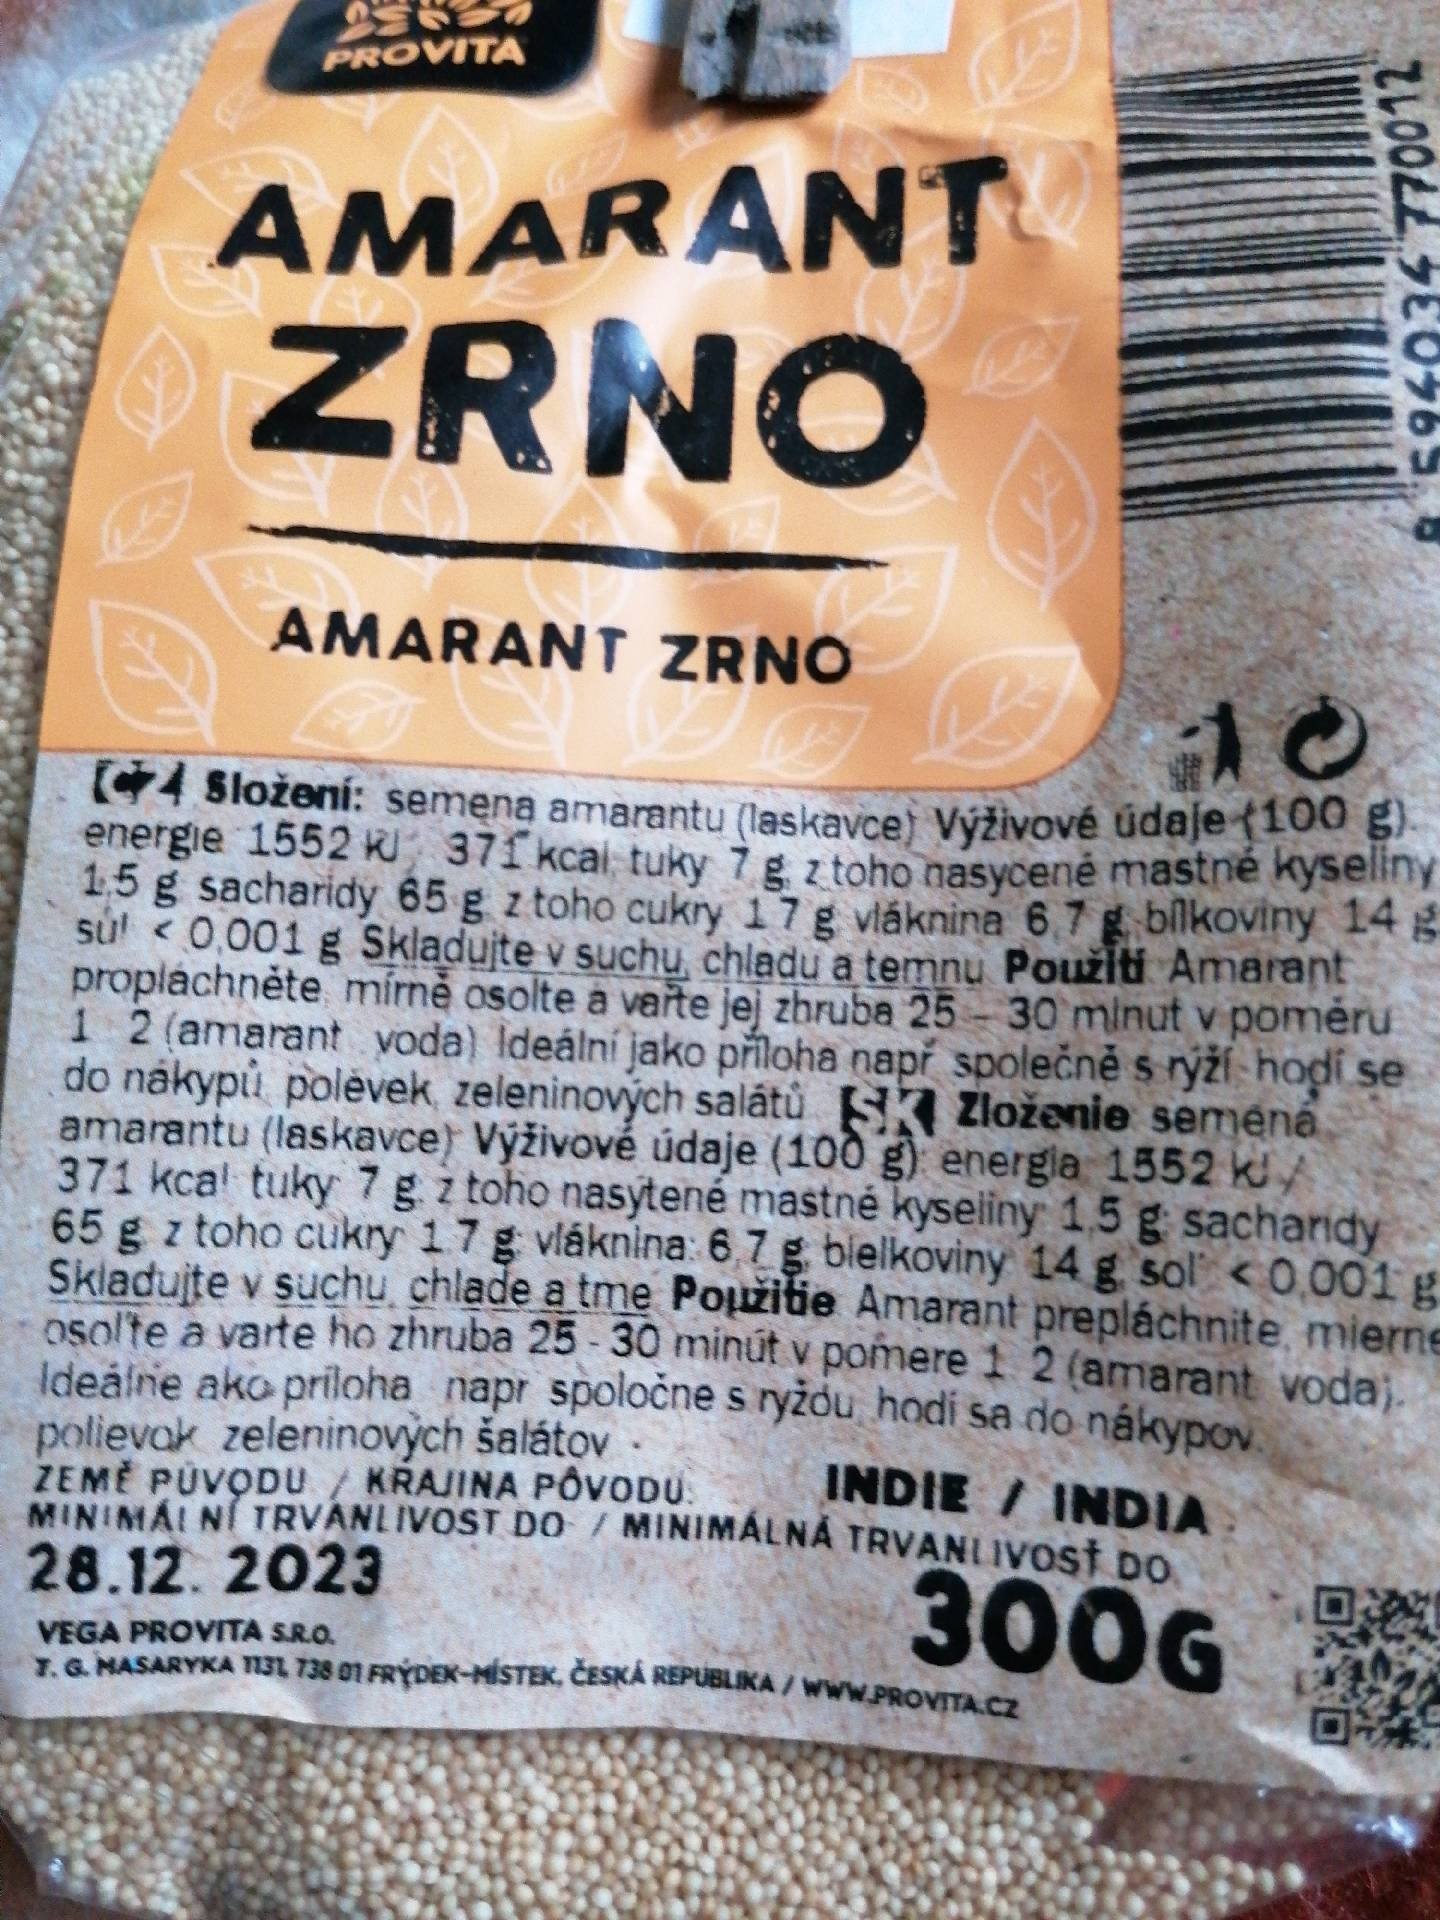 PROVITA
AMARANT
ZRNO
AMARANT ZRNO
8 594036 770012
CZ Složení: semena amarantu (laskavce) Výživové údaje (100 g).
energie 1552 kJ / 371 kcal, tuky 7 g, z toho nasycené mastné kyseliny
1,5 g sacharidy 65 g z toho cukry 1 7 g vláknina 6,7 g, bílkoviny 14 g
sůl < 0,001 g Skladujte v suchu, chladu a temnu Použití Amarant
propláchněte, mírně osolte a vařte jej zhruba 25 – 30 minut v poměru
1 2 (amarant voda) Ideální jako příloha např společně s rýží hodí se
do nákypů, polévek, zeleninových salátů SK Zloženie semená
amarantu (laskavce) Výživové údaje (100 g): energia 1552 kJ /
371 kcal tuky 7 g, z toho nasýtené mastné kyseliny 1,5 g sacharidy
65 g z toho cukry 1 7 g vláknina: 6,7 g, bielkoviny 14 g, soľ < 0,001 g
Skladujte v suchu, chlade a tme Použitie Amarant prepláchnite, mierne
osoľte a varte ho zhruba 25 - 30 minút v pomere 1 2 (amarant voda).
Ideálne ako príloha napr spoločne s ryžou, hodí sa do nákypov.
polievok zeleninových šalátov
ZEMĚ PŮVODU / KRAJINA PÔVODU: INDIE / INDIA
MINIMÁLNÍ TRVANLIVOST DO / MINIMÁLNÁ TRVANLIVOSŤ DO
28.12. 2023
300G
VEGA PROVITA S.R.O.
T. G. MASARYKA 1131, 738 01 FRÝDEK-MÍSTEK, ČESKÁ REPUBLIKA / WWW.PROVITA.CZ